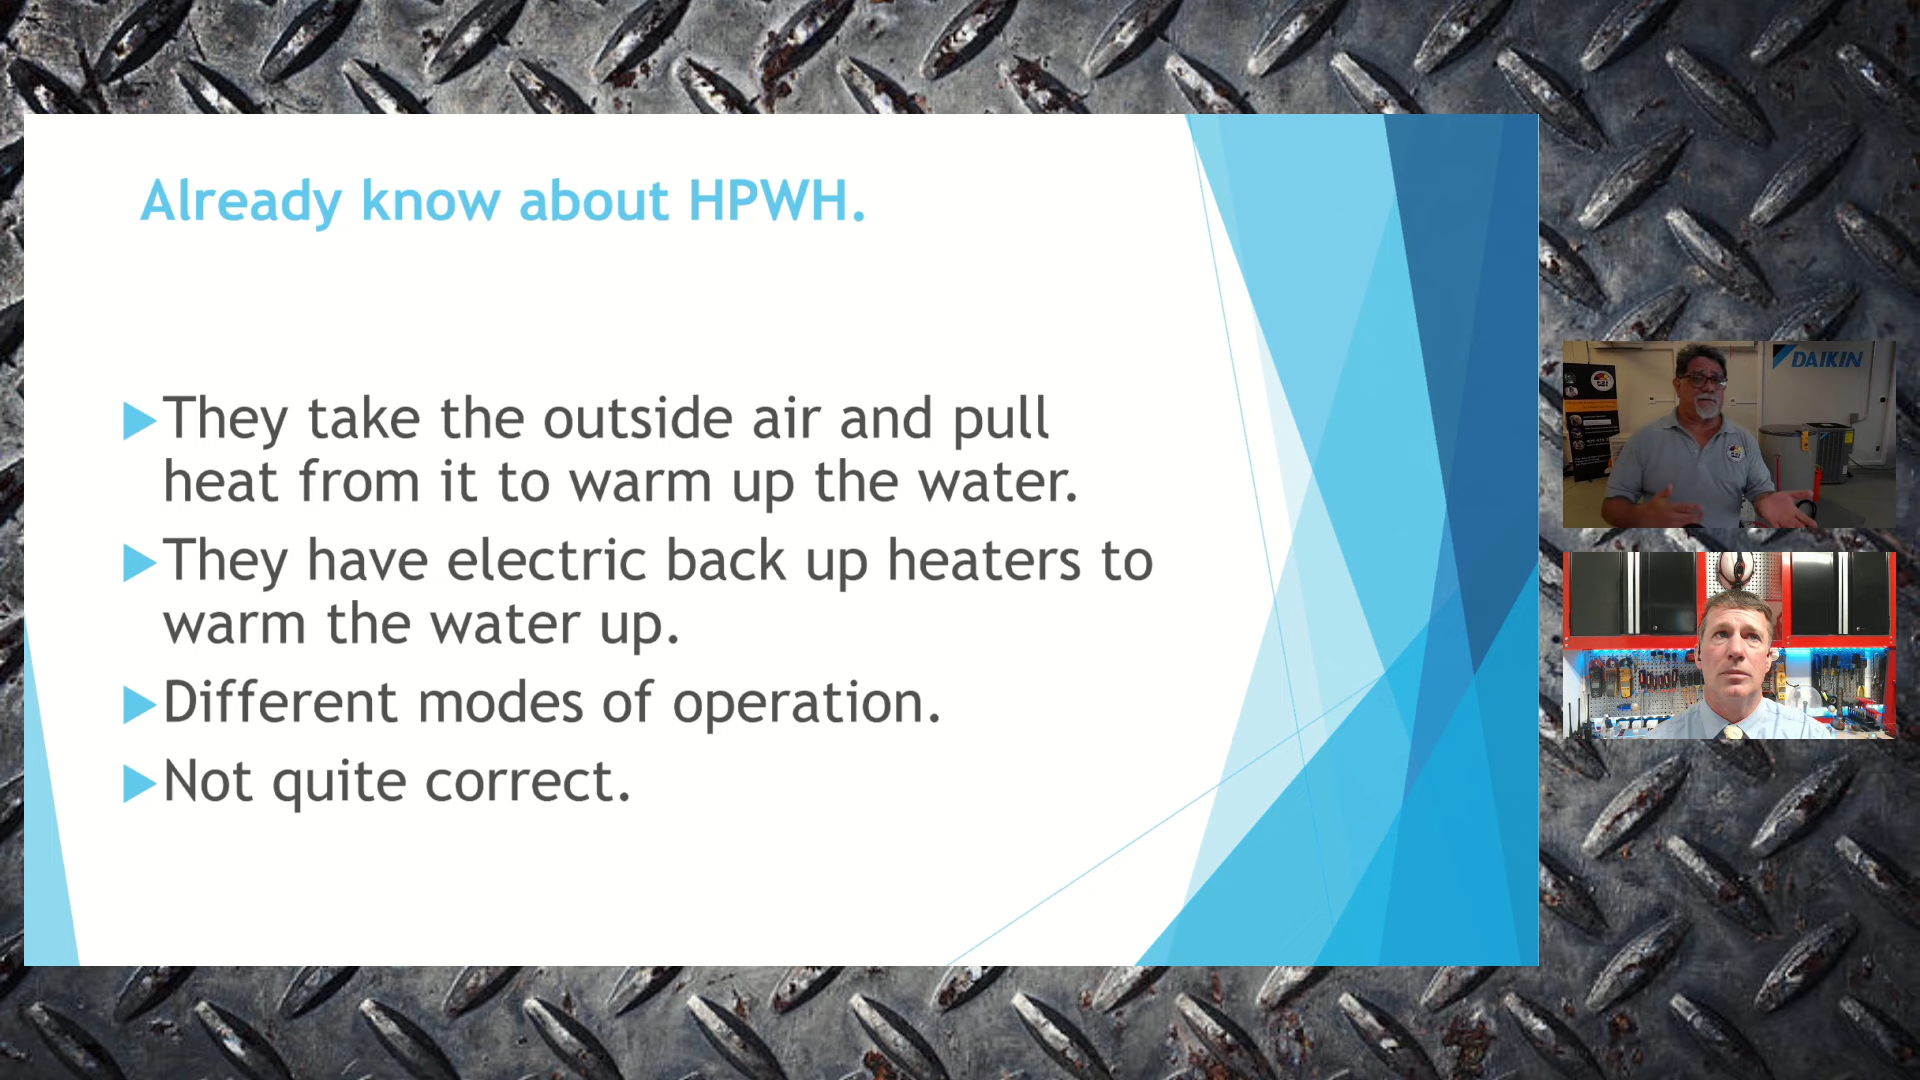 Already know about HPWH.
They take the outside air and pull
heat from it to warm up the water.
They have electric back up heaters to
warm the water up.
Different modes of operation.
Not quite correct.
DAIKIN